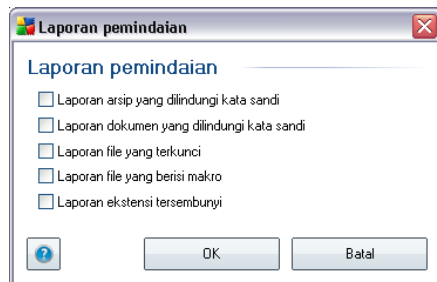 Laporan pemindaian
Laporan pemindaian
Laporan arsip yang dilindungi kata sandi
Laporan dokumen yang dilindungi kata sandi
Laporan file yang terkunci
Laporan file yang berisi makro
Laporan ekstensi tersembunyi
? OK Batal